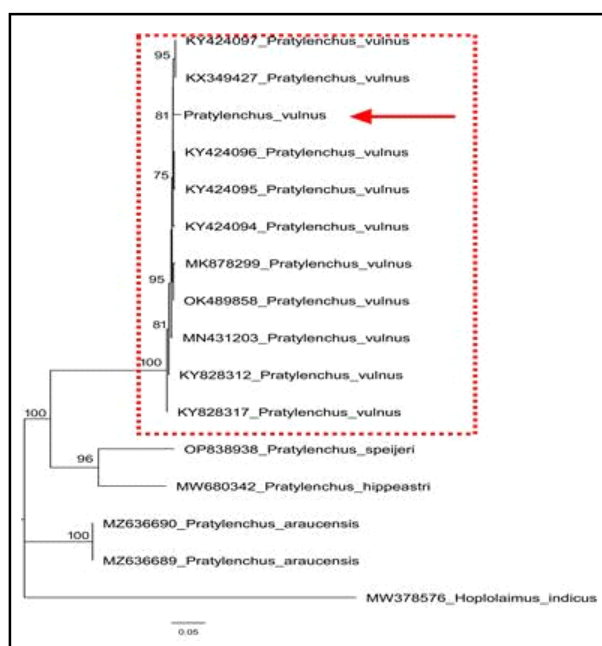 KY424097_Pratylenchus_vulnus
95
KX349427_Pratylenchus_vulnus
81
Pratylenchus_vulnus
KY424096_Pratylenchus_vulnus
75
KY424095_Pratylenchus_vulnus
KY424094_Pratylenchus_vulnus
MK878299_Pratylenchus_vulnus
95
OK489858_Pratylenchus_vulnus
81
MN431203_Pratylenchus_vulnus
100
KY828312_Pratylenchus_vulnus
KY828317_Pratylenchus_vulnus
100
OP838938_Pratylenchus_speijeri
96
MW680342_Pratylenchus_hippeastri
MZ636690_Pratylenchus_araucensis
100
MZ636689_Pratylenchus_araucensis
MW378576_Hoplolaimus_indicus
0.05